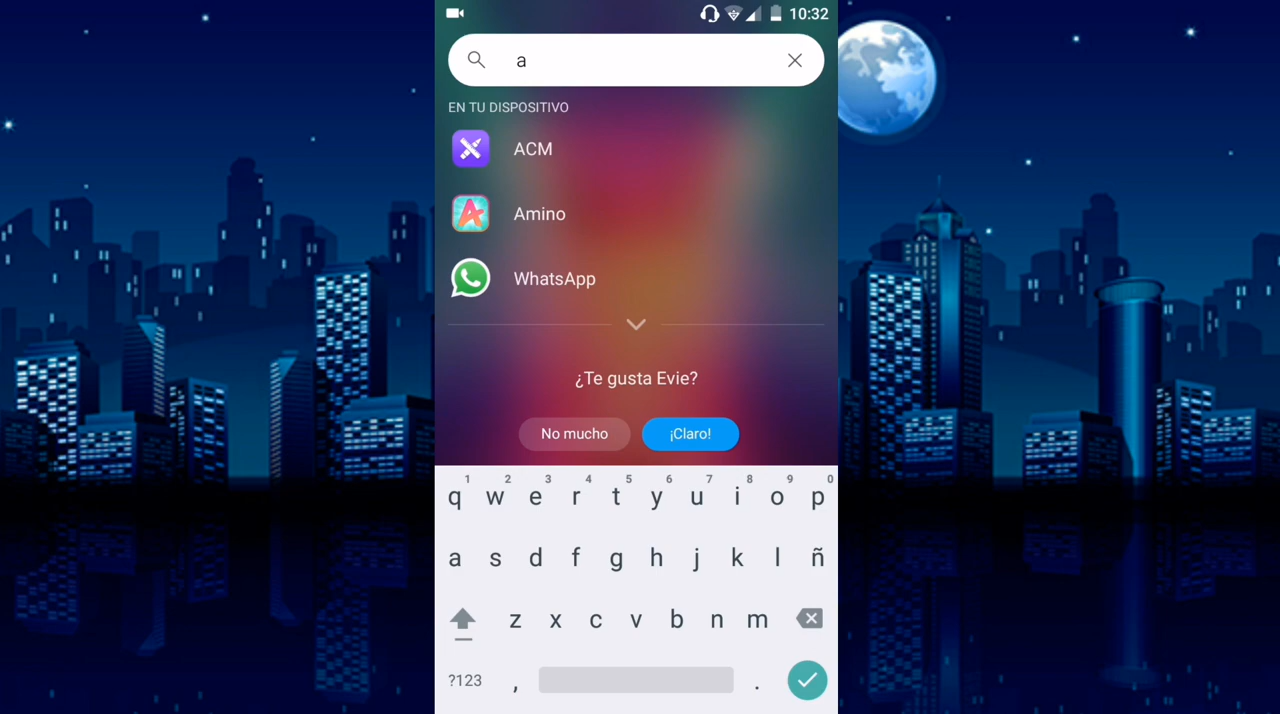 10:32
a
EN TU DISPOSITIVO
ACM
Amino
WhatsApp
¿Te gusta Evie?
No mucho ¡Claro!
1 2 3 4 5 6 7 8 9 0
q w e r t y u i o p
a s d f g h j k l ñ
z x c v b n m
?123 , .